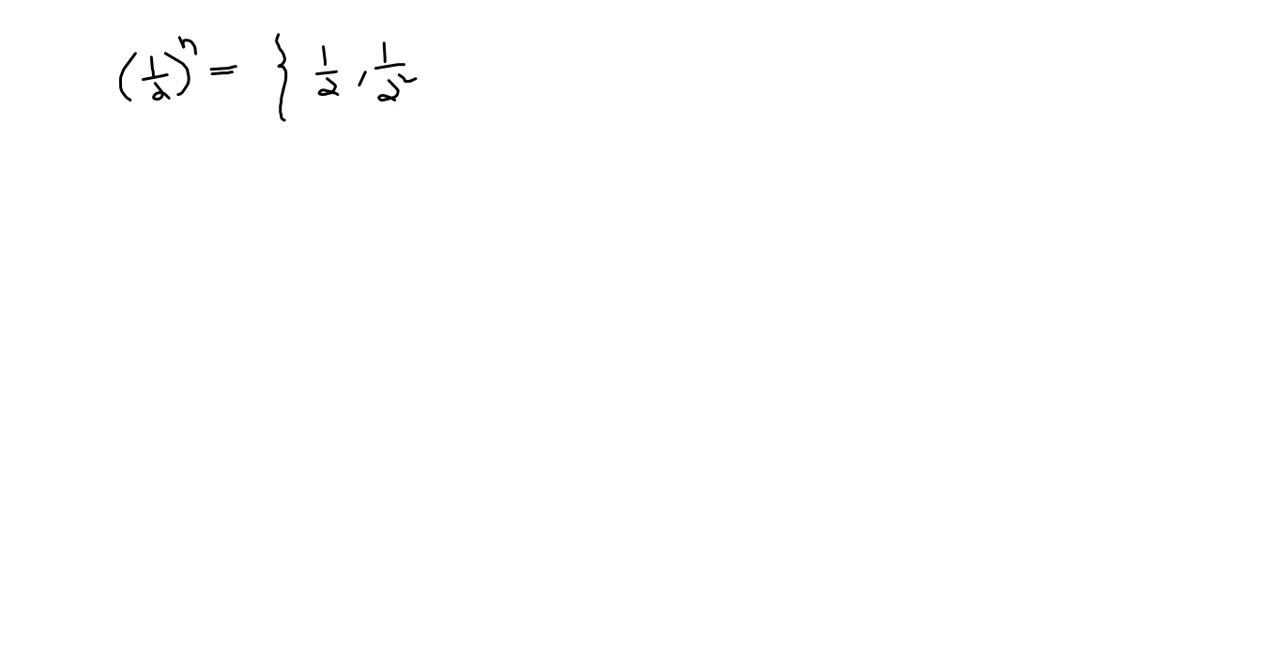 (1/2)^n = { 1/2 , 1/2^2